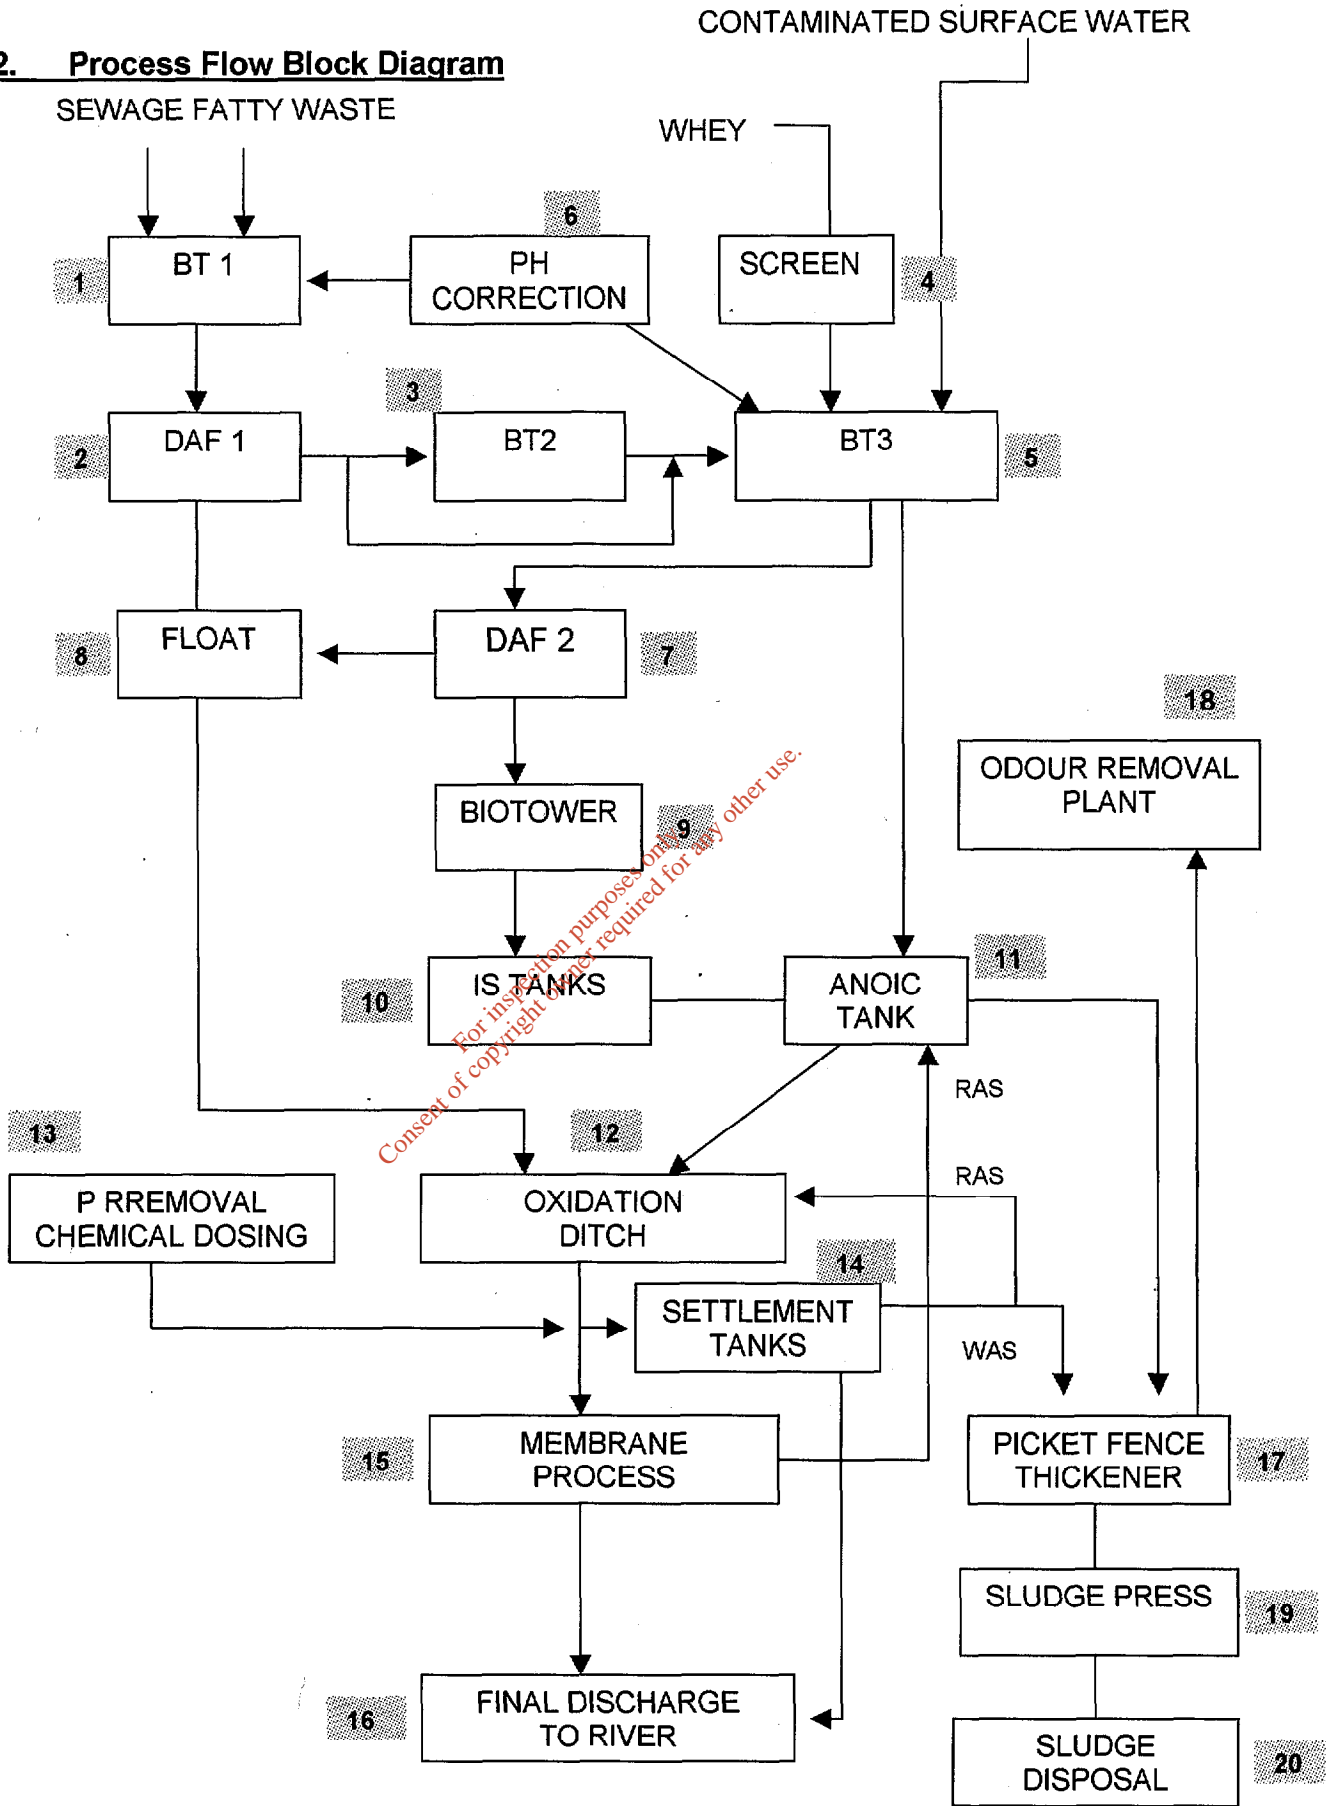 CONTAMINATED SURFACE WATER
2. Process Flow Block Diagram
SEWAGE FATTY WASTE
WHEY
6
BT 1
PH
CORRECTION
SCREEN
1
4
3
DAF 1
BT2
BT3
2
5
FLOAT
DAF 2
8
7
18
ODOUR REMOVAL
PLANT
BIOTOWER
9
For inspection purposes only.
Consent of copyright owner required for any other use.
IS TANKS
10
ANOIC
TANK
11
RAS
13
12
RAS
P RREMOVAL
CHEMICAL DOSING
OXIDATION
DITCH
14
SETTLEMENT
TANKS
WAS
MEMBRANE
PROCESS
15
PICKET FENCE
THICKENER
17
SLUDGE PRESS
19
FINAL DISCHARGE
TO RIVER
16
SLUDGE
DISPOSAL
20